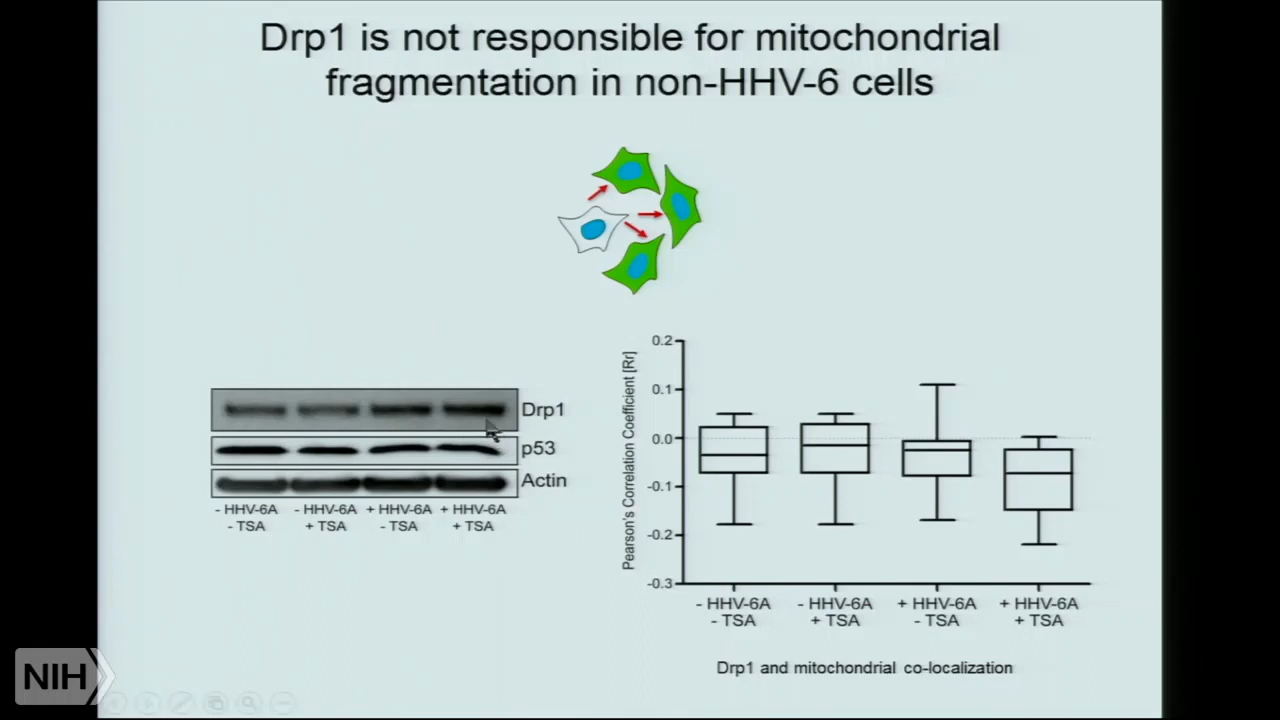 Drp1 is not responsible for mitochondrial
fragmentation in non-HHV-6 cells
Drp1
p53
Actin
- HHV-6A - HHV-6A + HHV-6A + HHV-6A
- TSA + TSA - TSA + TSA
Pearson's Correlation Coefficient [Rr]
0.2
0.1
0.0
-0.1
-0.2
-0.3
- HHV-6A - HHV-6A + HHV-6A + HHV-6A
- TSA + TSA - TSA + TSA
Drp1 and mitochondrial co-localization
NIH